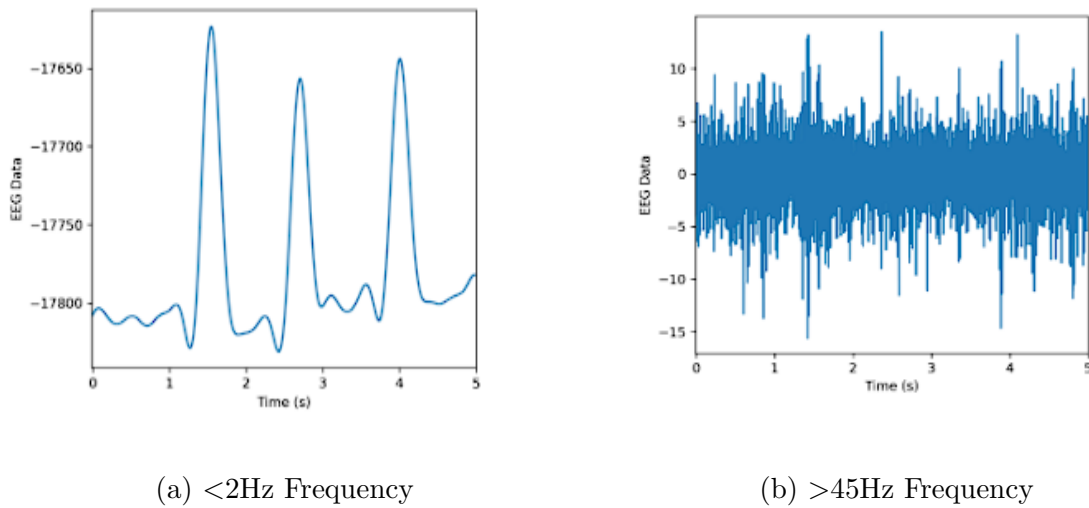 EEG Data
−17650
−17700
−17750
−17800
0 1 2 3 4 5
Time (s)
(a) <2Hz Frequency
EEG Data
10
5
0
−5
−10
−15
0 1 2 3 4 5
Time (s)
(b) >45Hz Frequency